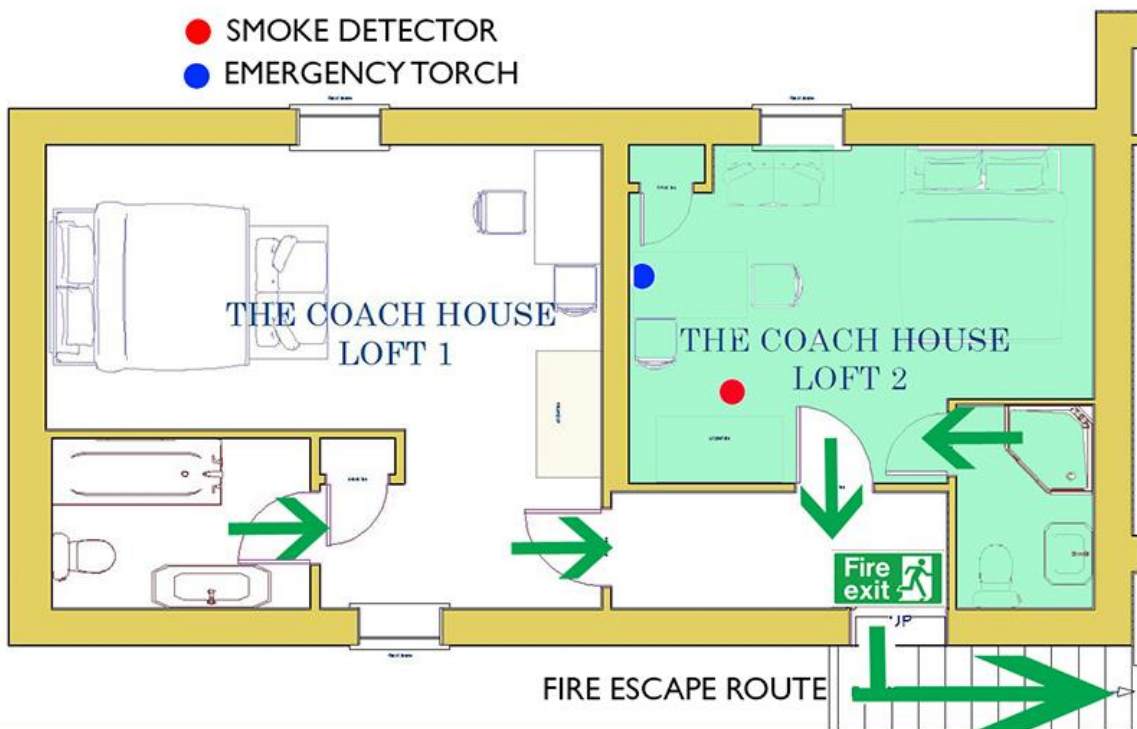 SMOKE DETECTOR
EMERGENCY TORCH
THE COACH HOUSE
LOFT 1
THE COACH HOUSE
LOFT 2
Fire
exit
UP
FIRE ESCAPE ROUTE